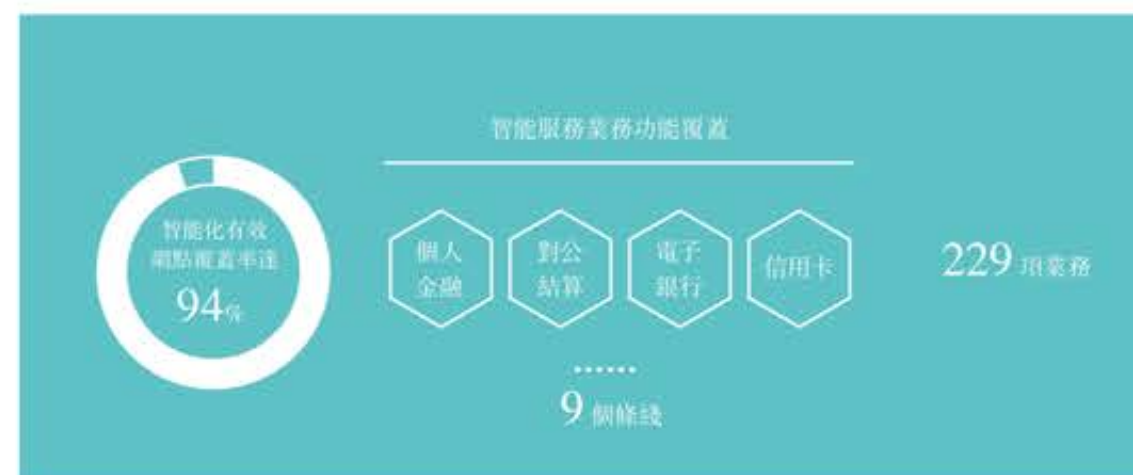 智能化有效
網點覆蓋率達
94%
智能服務業務功能覆蓋
個人
金融
對公
結算
電子
銀行
信用卡
......
9 個條綫
229 項業務